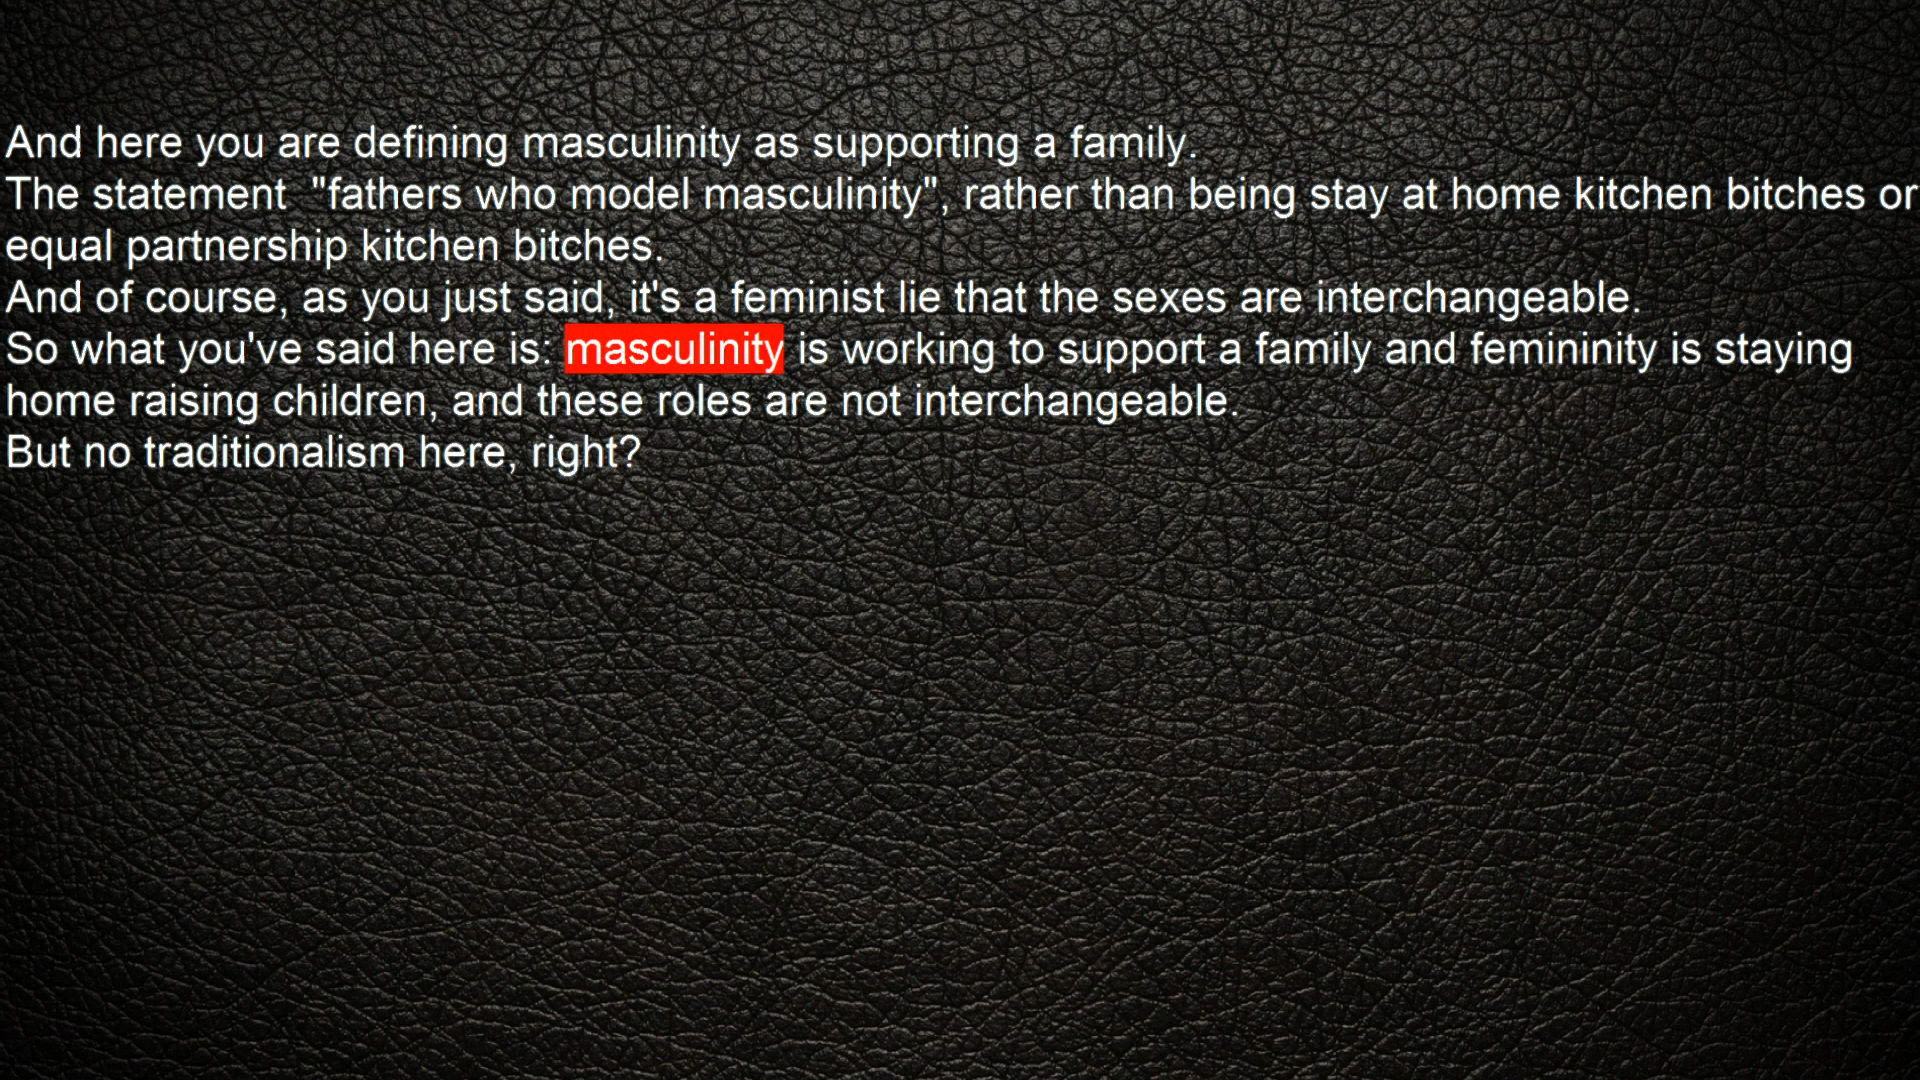 And here you are defining masculinity as supporting a family.
The statement  "fathers who model masculinity", rather than being stay at home kitchen bitches or
equal partnership kitchen bitches.
And of course, as you just said, it's a feminist lie that the sexes are interchangeable.
So what you've said here is: masculinity is working to support a family and femininity is staying
home raising children, and these roles are not interchangeable.
But no traditionalism here, right?